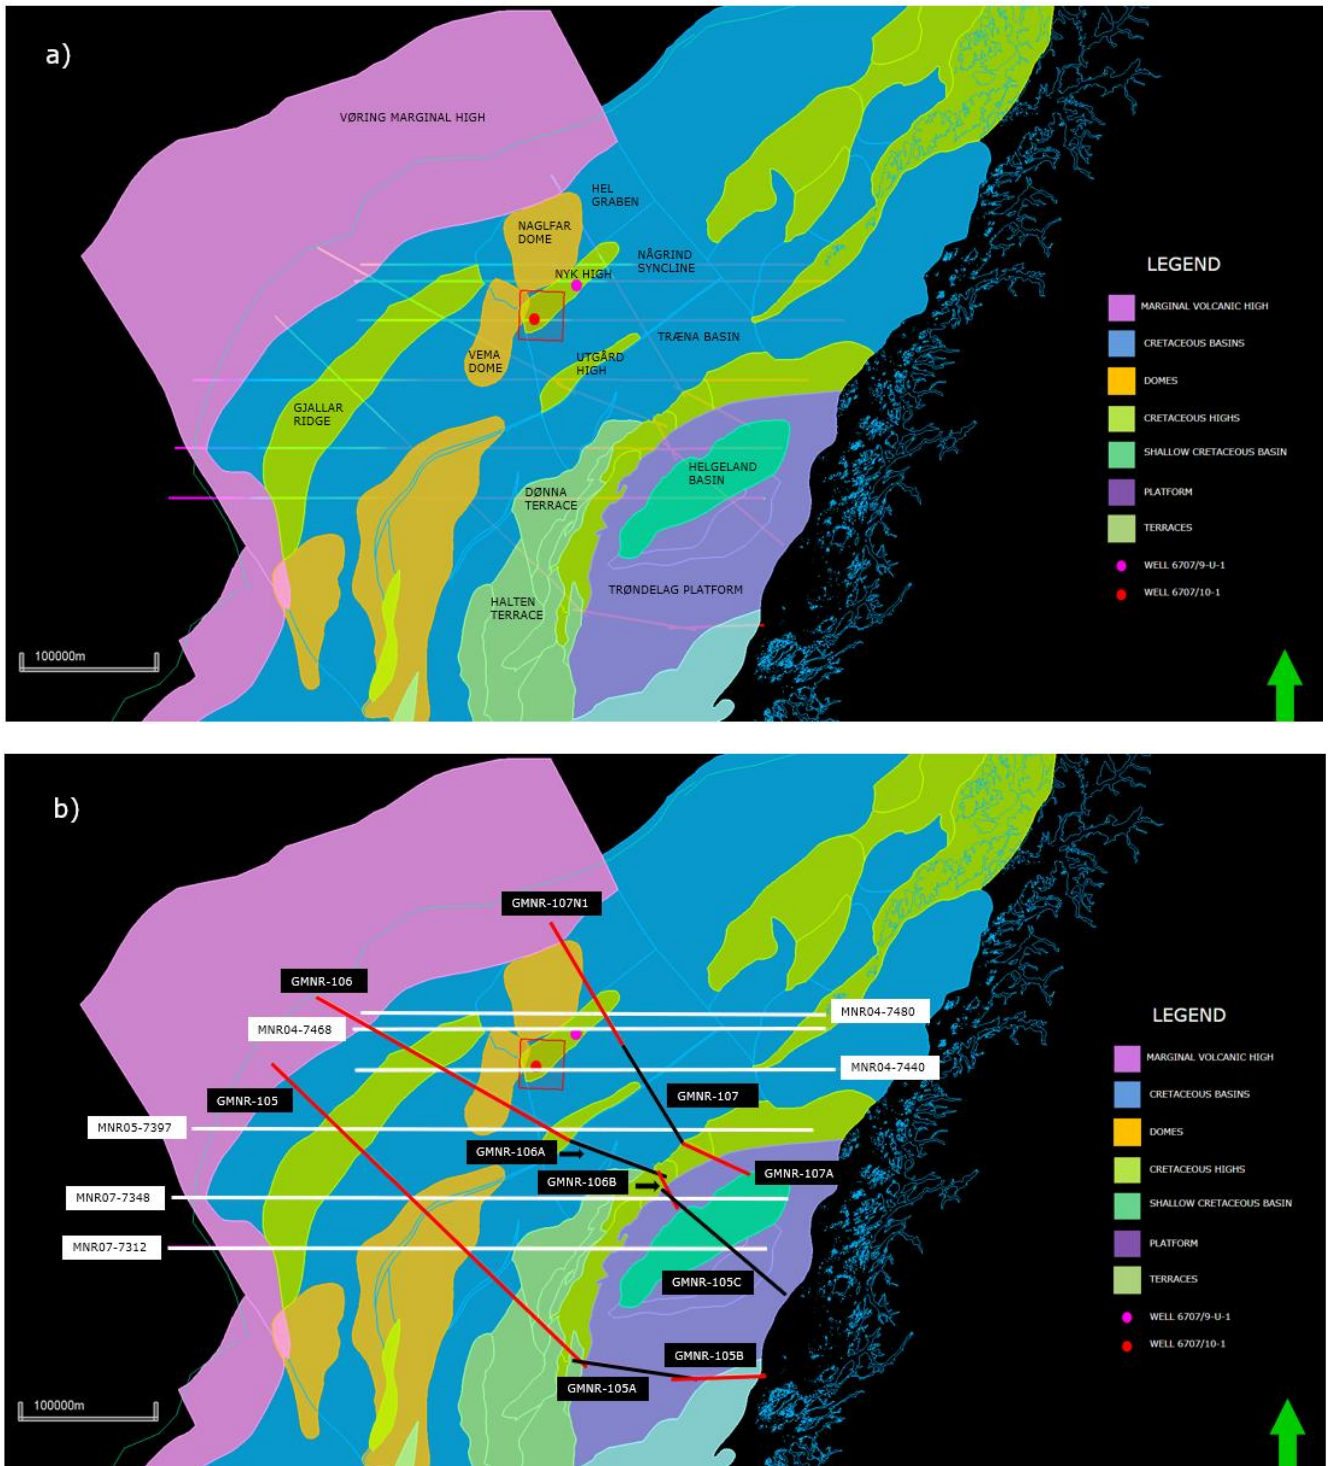 a)
VØRING MARGINAL HIGH
HEL
GRABEN
NAGLFAR
DOME
NÅGRIND
SYNCLINE
NYK HIGH
TRÆNA BASIN
VEMA
DOME
UTGÅRD
HIGH
GJALLAR
RIDGE
HELGELAND
BASIN
DØNNA
TERRACE
HALTEN
TERRACE
TRØNDELAG PLATFORM
100000m
LEGEND
MARGINAL VOLCANIC HIGH
CRETACEOUS BASINS
DOMES
CRETACEOUS HIGHS
SHALLOW CRETACEOUS BASIN
PLATFORM
TERRACES
WELL 6707/9-U-1
WELL 6707/10-1
b)
GMNR-107N1
GMNR-106
MNR04-7480
MNR04-7468
MNR04-7440
GMNR-105
GMNR-107
MNR05-7397
GMNR-106A
GMNR-107A
GMNR-106B
MNR07-7348
MNR07-7312
GMNR-105C
GMNR-105B
GMNR-105A
100000m
LEGEND
MARGINAL VOLCANIC HIGH
CRETACEOUS BASINS
DOMES
CRETACEOUS HIGHS
SHALLOW CRETACEOUS BASIN
PLATFORM
TERRACES
WELL 6707/9-U-1
WELL 6707/10-1